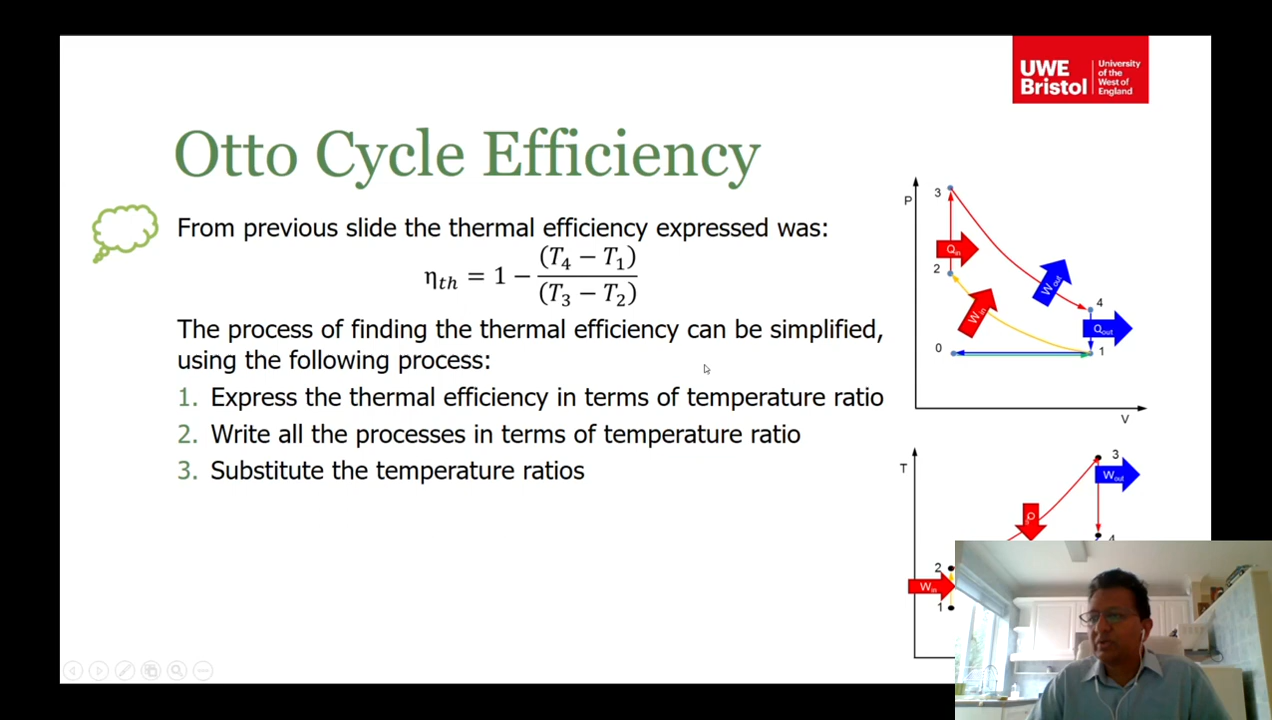 UWE Bristol
University of the West of England
Otto Cycle Efficiency
From previous slide the thermal efficiency expressed was:
η_th = 1 − (T₄ − T₁) / (T₃ − T₂)
The process of finding the thermal efficiency can be simplified,
using the following process:
1. Express the thermal efficiency in terms of temperature ratio
2. Write all the processes in terms of temperature ratio
3. Substitute the temperature ratios
P
3
Q_in
2
W_out
4
W_in
Q_out
0
1
V
T
3
W_out
4
2
W_in
1